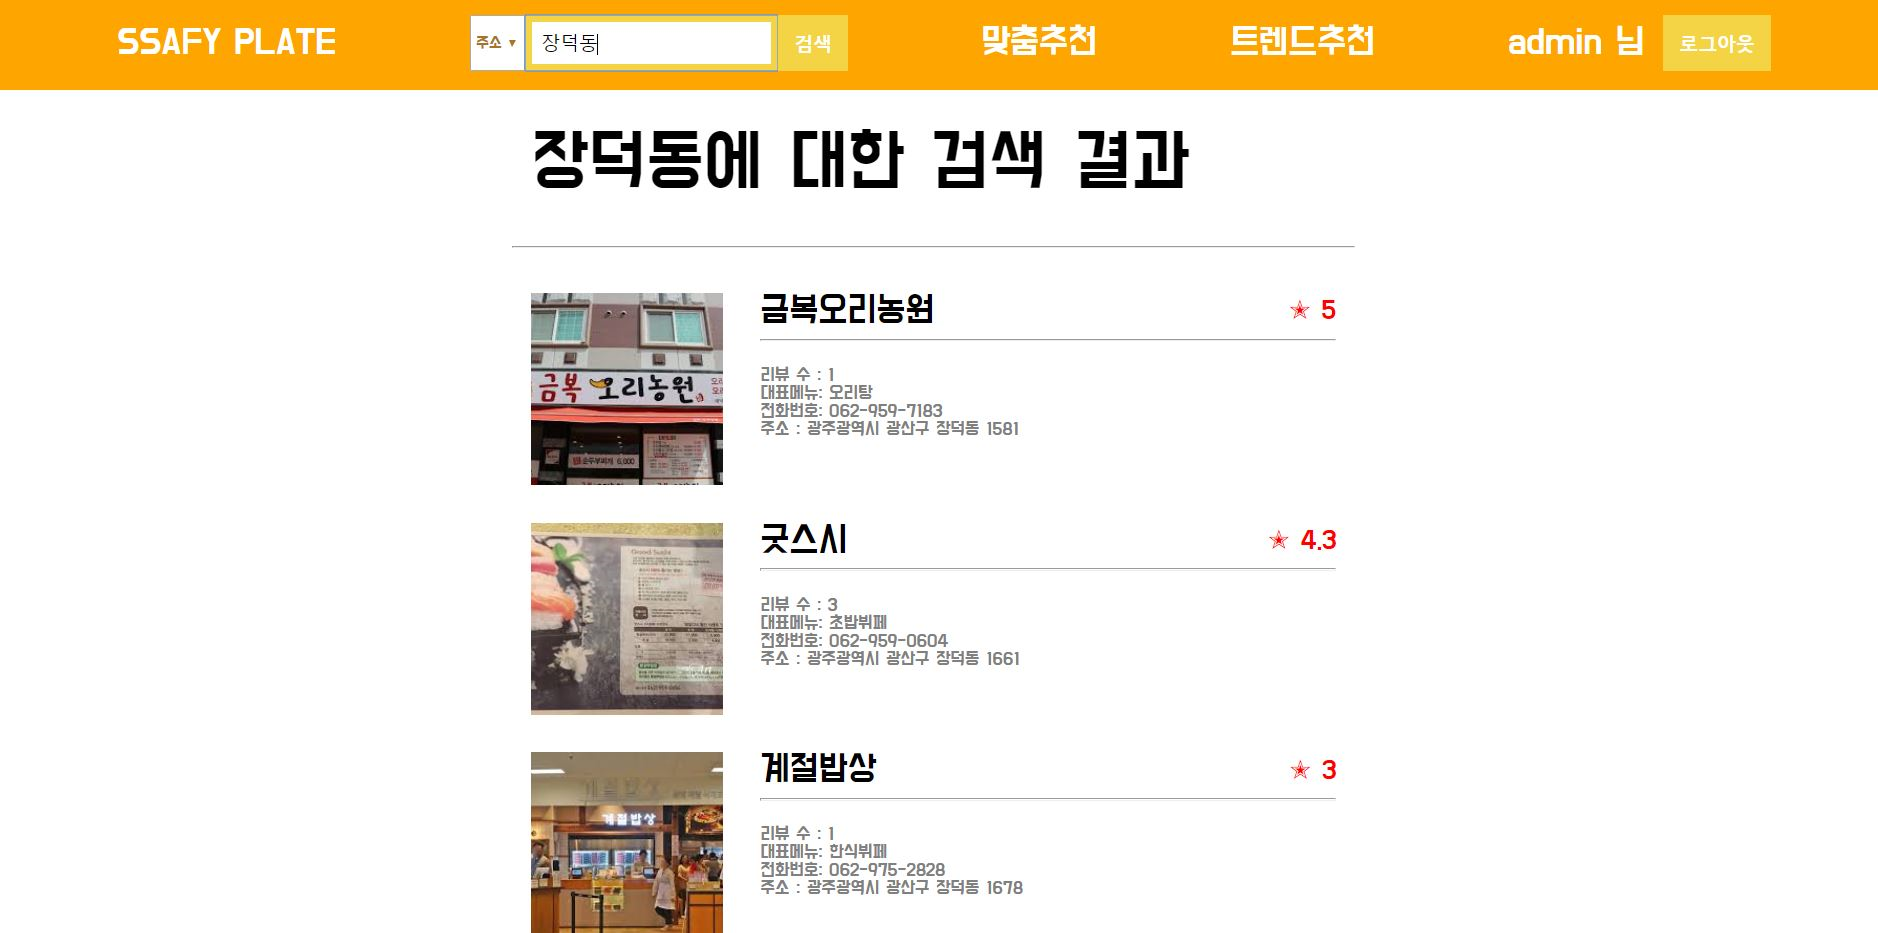 SSAFY PLATE
주소 ▼
장덕동
검색
맞춤추천
트렌드추천
admin 님
로그아웃
장덕동에 대한 검색 결과
금복오리농원
✭ 5
리뷰 수 : 1
대표메뉴: 오리탕
전화번호: 062-959-7183
주소 : 광주광역시 광산구 장덕동 1581
금복 오리농원
순두부찌개 6,000
굿스시
✭ 4.3
리뷰 수 : 3
대표메뉴: 초밥뷔페
전화번호: 062-959-0604
주소 : 광주광역시 광산구 장덕동 1661
계절밥상
✭ 3
리뷰 수 : 1
대표메뉴: 한식뷔페
전화번호: 062-975-2828
주소 : 광주광역시 광산구 장덕동 1678
계절밥상